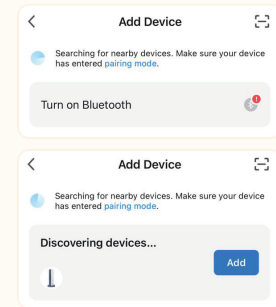 Add Device
Searching for nearby devices. Make sure your device
has entered pairing mode.
Turn on Bluetooth
Add Device
Searching for nearby devices. Make sure your device
has entered pairing mode.
Discovering devices...
Add